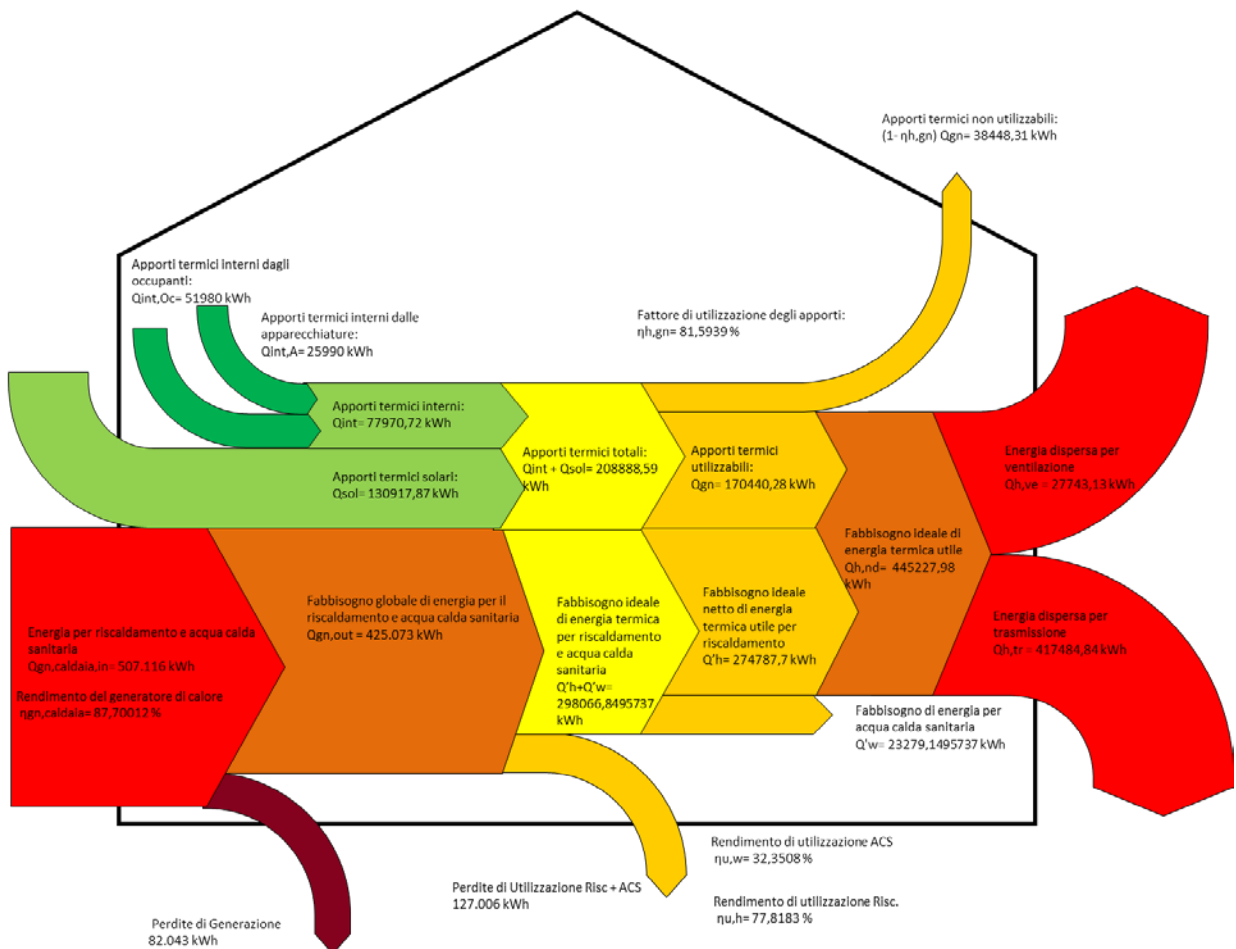 Apporti termici non utilizzabili:
(1- ηh,gn) Qgn= 38448,31 kWh
Apporti termici interni dagli
occupanti:
Qint,Oc= 51980 kWh
Apporti termici interni dalle
apparecchiature:
Qint,A= 25990 kWh
Fattore di utilizzazione degli apporti:
ηh,gn= 81,5939 %
Apporti termici interni:
Qint= 77970,72 kWh
Apporti termici solari:
Qsol= 130917,87 kWh
Apporti termici totali:
Qint + Qsol= 208888,59
kWh
Apporti termici
utilizzabili:
Qgn= 170440,28 kWh
Energia dispersa per
ventilazione
Qh,ve = 27743,13 kWh
Fabbisogno ideale di
energia termica utile
Qh,nd=  445227,98
kWh
Energia per riscaldamento e acqua calda
sanitaria
Qgn,caldaia,in= 507.116 kWh
Rendimento del generatore di calore
ηgn,caldaia= 87,70012 %
Fabbisogno globale di energia per il
riscaldamento e acqua calda sanitaria
Qgn,out = 425.073 kWh
Fabbisogno ideale
di energia termica
per riscaldamento
e acqua calda
sanitaria
Q'h+Q'w=
298066,8495737
kWh
Fabbisogno ideale
netto di energia
termica utile per
riscaldamento
Q'h= 274787,7 kWh
Energia dispersa per
trasmissione
Qh,tr = 417484,84 kWh
Fabbisogno di energia per
acqua calda sanitaria
Q'w= 23279,1495737 kWh
Rendimento di utilizzazione ACS
ηu,w= 32,3508 %
Perdite di Utilizzazione Risc + ACS
127.006 kWh
Rendimento di utilizzazione Risc.
ηu,h= 77,8183 %
Perdite di Generazione
82.043 kWh